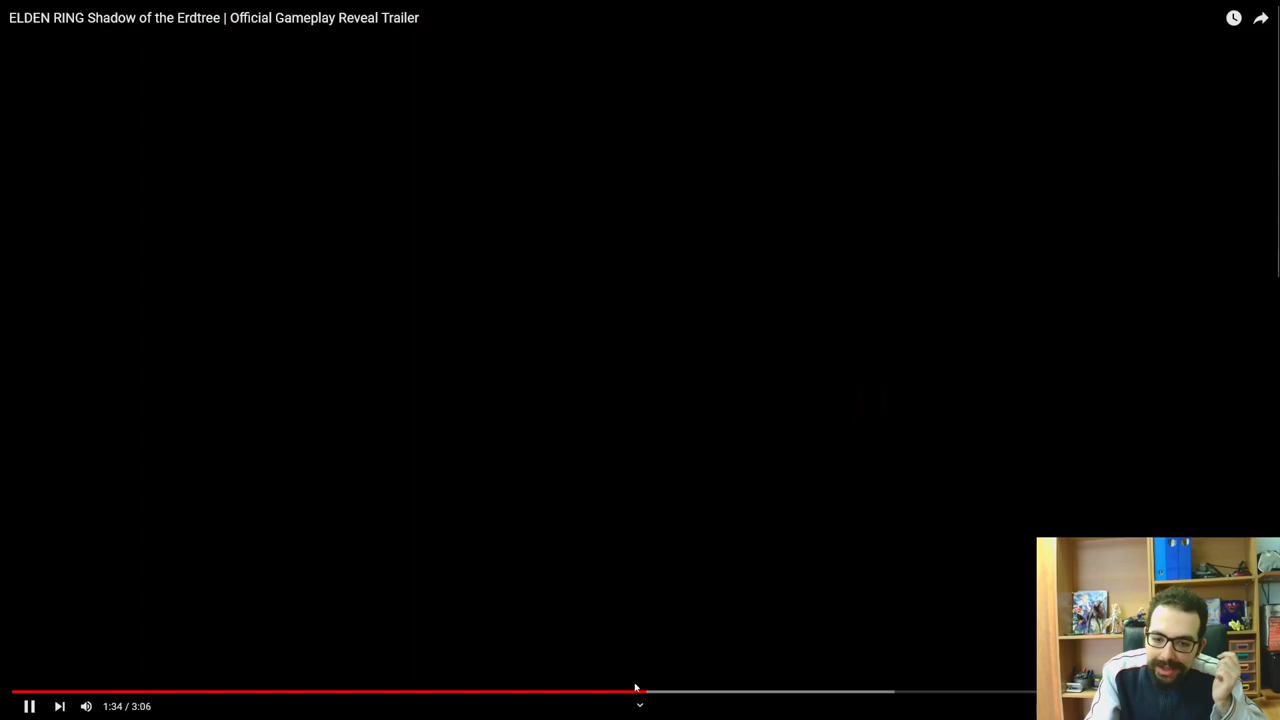 ELDEN RING Shadow of the Erdtree | Official Gameplay Reveal Trailer
1:34 / 3:06